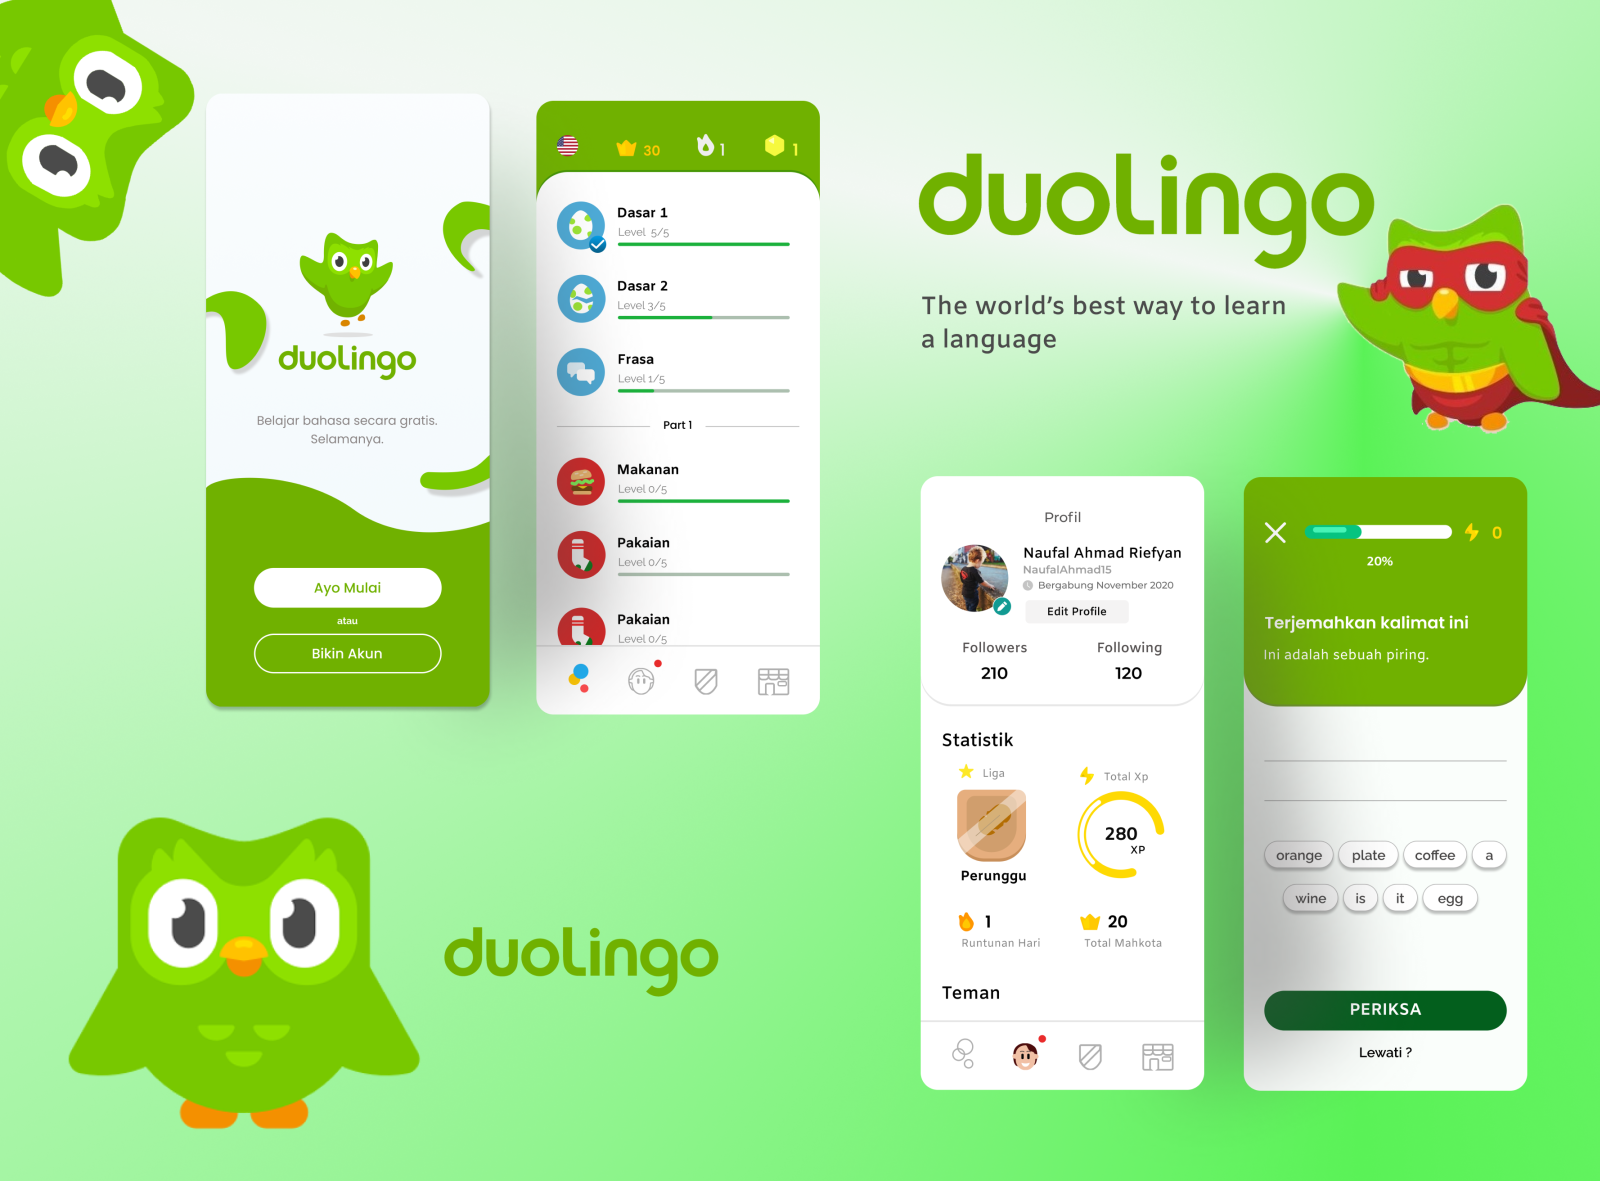 duolingo
Belajar bahasa secara gratis.
Selamanya.
Ayo Mulai
atau
Bikin Akun
30
1
1
Dasar 1
Level 5/5
Dasar 2
Level 3/5
Frasa
Level 1/5
Part 1
Makanan
Level 0/5
Pakaian
Level 0/5
Pakaian
Level 0/5
duolingo
The world's best way to learn
a language
Profil
Naufal Ahmad Riefyan
NaufalAhmad15
Bergabung November 2020
Edit Profile
Followers
Following
210
120
Statistik
Liga
Total Xp
280
XP
Perunggu
1
20
Runtunan Hari
Total Mahkota
Teman
0
20%
Terjemahkan kalimat ini
Ini adalah sebuah piring.
orange plate coffee a
wine is it egg
PERIKSA
Lewati ?
duolingo